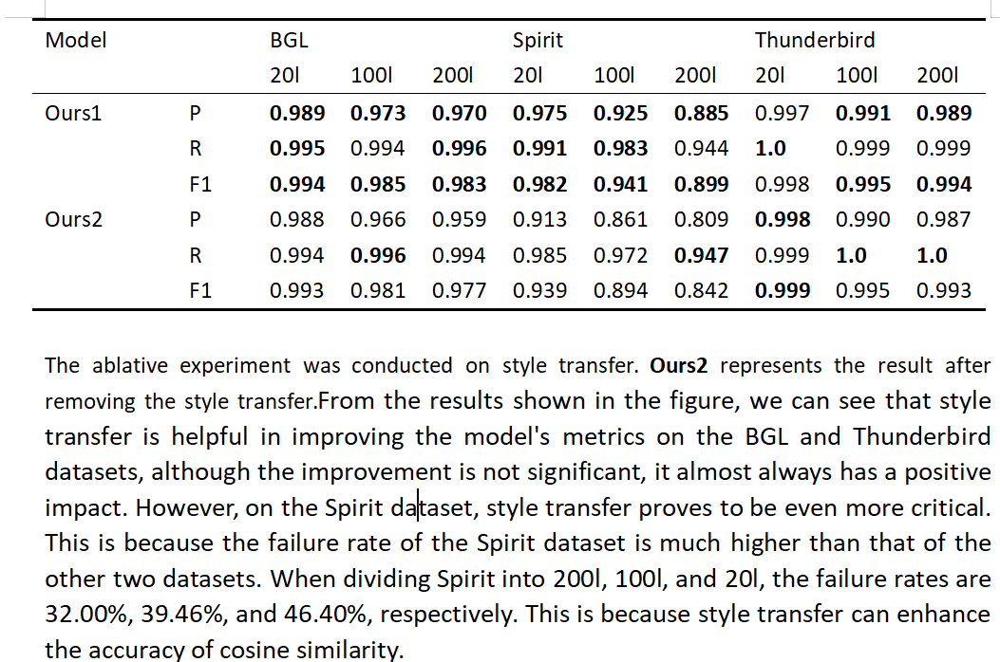 Model BGL Spirit Thunderbird
20l 100l 200l 20l 100l 200l 20l 100l 200l
Ours1 P 0.989 0.973 0.970 0.975 0.925 0.885 0.997 0.991 0.989
R 0.995 0.994 0.996 0.991 0.983 0.944 1.0 0.999 0.999
F1 0.994 0.985 0.983 0.982 0.941 0.899 0.998 0.995 0.994
Ours2 P 0.988 0.966 0.959 0.913 0.861 0.809 0.998 0.990 0.987
R 0.994 0.996 0.994 0.985 0.972 0.947 0.999 1.0 1.0
F1 0.993 0.981 0.977 0.939 0.894 0.842 0.999 0.995 0.993
The ablative experiment was conducted on style transfer. Ours2 represents the result after
removing the style transfer.From the results shown in the figure, we can see that style
transfer is helpful in improving the model's metrics on the BGL and Thunderbird
datasets, although the improvement is not significant, it almost always has a positive
impact. However, on the Spirit dataset, style transfer proves to be even more critical.
This is because the failure rate of the Spirit dataset is much higher than that of the
other two datasets. When dividing Spirit into 200l, 100l, and 20l, the failure rates are
32.00%, 39.46%, and 46.40%, respectively. This is because style transfer can enhance
the accuracy of cosine similarity.